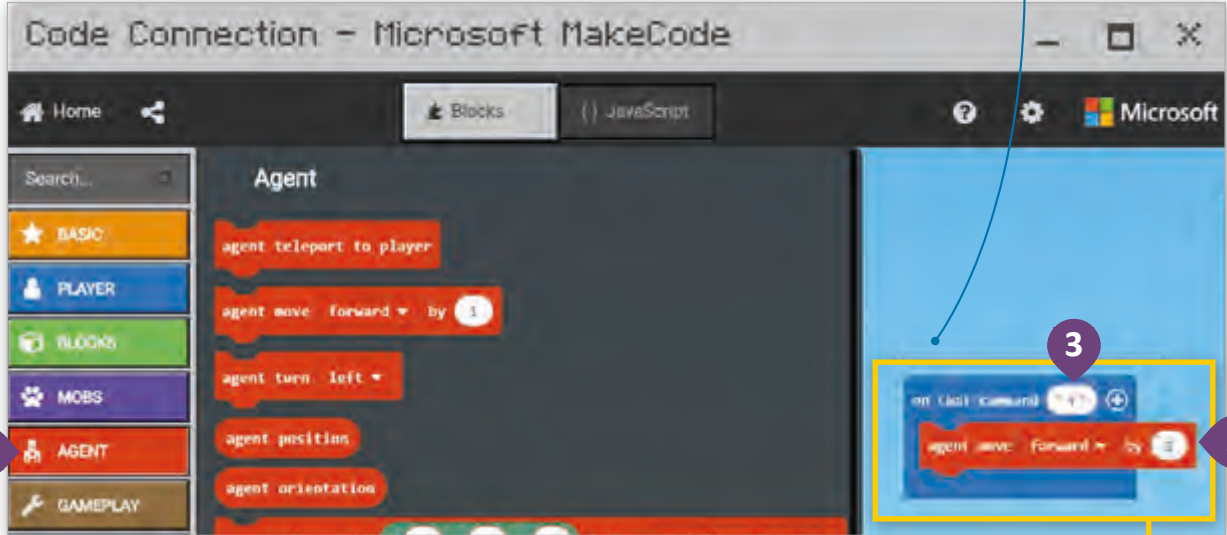 Code Connection - Microsoft MakeCode
Home
Blocks
{ } JavaScript
Microsoft
Search...
BASIC
PLAYER
BLOCKS
MOBS
AGENT
GAMEPLAY
Agent
agent teleport to player
agent move forward by 1
agent turn left
agent position
agent orientation
3
on chat command
agent move forward by